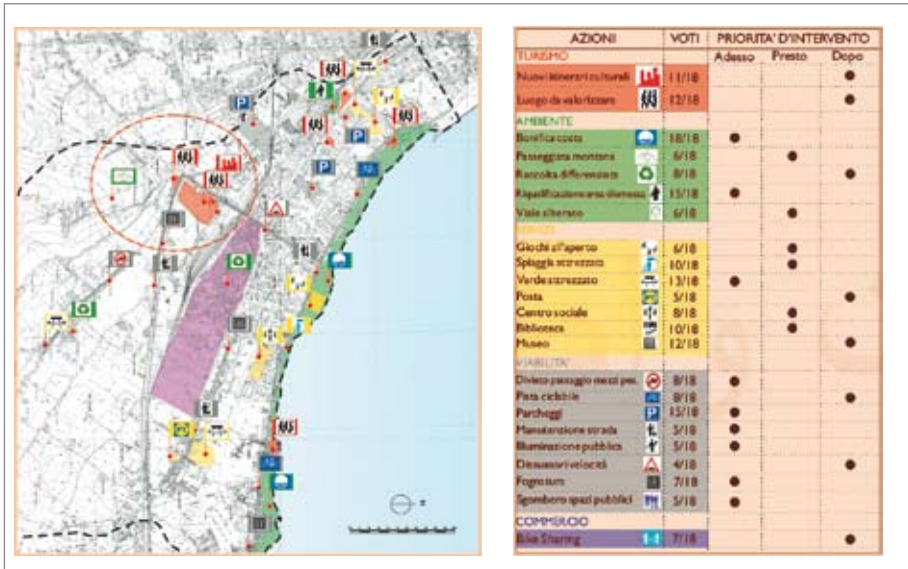 AZIONI VOTI PRIORITA' D'INTERVENTO
TURISMO Adesso Presto Dopo
Nuovi itinerari culturali 11/18
Luogo da valorizzare 12/18
AMBIENTE
Bonifica costa 18/18
Passeggiata montana 6/18
Raccolta differenziata 8/18
Riqualificazione area dismessa 15/18
Viale alberato 6/18
SERVIZI
Giochi all'aperto 6/18
Spiaggia attrezzata 10/18
Verde attrezzato 13/18
Posta 5/18
Centro sociale 8/18
Biblioteca 10/18
Museo 12/18
VIABILITA'
Divieto passaggio mezzi pes. 8/18
Pista ciclabile 8/18
Parcheggi P 15/18
Manutenzione strada 5/18
Illuminazione pubblica 5/18
Dissuasori velocità 4/18
Fognature 7/18
Sgombero spazi pubblici 5/18
COMMERCIO
Bike Sharing 7/18
P
P
P